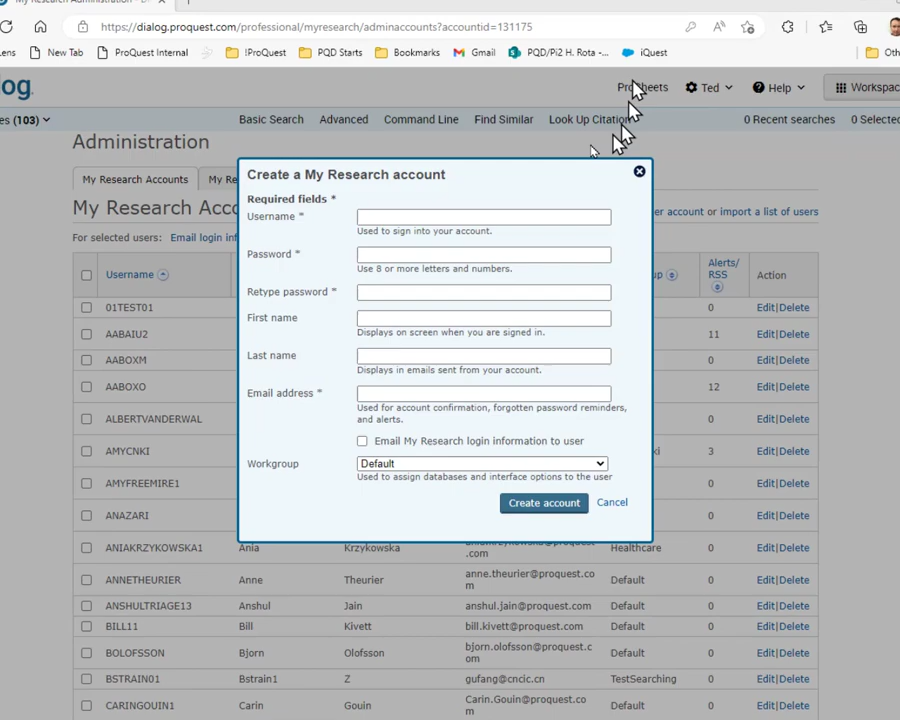 My Research Administration - D
https://dialog.proquest.com/professional/myresearch/adminaccounts?accountid=131175
ens New Tab ProQuest Internal !ProQuest PQD Starts Bookmarks Gmail PQD/Pi2 H. Rota -... iQuest Oth
og. ProSheets Ted Help Workspac
es (103) Basic Search Advanced Command Line Find Similar Look Up Citation 0 Recent searches 0 Selected
Administration
My Research Accounts My Re
My Research Acco er account or import a list of users
For selected users: Email login inf
Username up Alerts/ RSS Action
Create a My Research account
Required fields *
Username *
Used to sign into your account.
Password *
Use 8 or more letters and numbers.
Retype password *
First name
Displays on screen when you are signed in.
Last name
Displays in emails sent from your account.
Email address *
Used for account confirmation, forgotten password reminders,
and alerts.
Email My Research login information to user
Workgroup Default
Used to assign databases and interface options to the user
Create account Cancel
01TEST01 0 Edit|Delete
AABAIU2 11 Edit|Delete
AABOXM 0 Edit|Delete
AABOXO 12 Edit|Delete
ALBERTVANDERWAL 0 Edit|Delete
AMYCNKI ki 3 Edit|Delete
AMYFREEMIRE1 0 Edit|Delete
ANAZARI 0 Edit|Delete
ANIAKRZYKOWSKA1 Ania Krzykowska .com Healthcare 0 Edit|Delete
ANNETHEURIER Anne Theurier anne.theurier@proquest.co
m Default 0 Edit|Delete
ANSHULTRIAGE13 Anshul Jain anshul.jain@proquest.com Default 0 Edit|Delete
BILL11 Bill Kivett bill.kivett@proquest.com Default 0 Edit|Delete
BOLOFSSON Bjorn Olofsson bjorn.olofsson@proquest.c
om Default 0 Edit|Delete
BSTRAIN01 Bstrain1 Z gufang@cncic.cn TestSearching 0 Edit|Delete
CARINGOUIN1 Carin Gouin Carin.Gouin@proquest.co
m Default 0 Edit|Delete